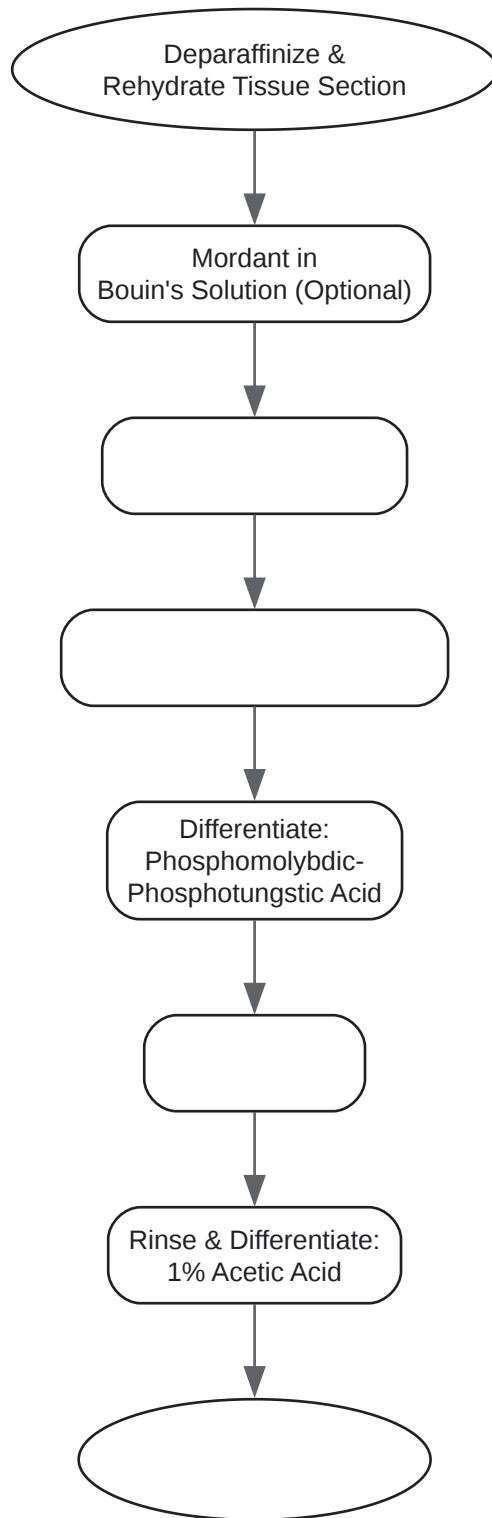 Deparaffinize &
Rehydrate Tissue Section
Mordant in
Bouin's Solution (Optional)
Differentiate:
Phosphomolybdic-
Phosphotungstic Acid
Rinse & Differentiate:
1% Acetic Acid